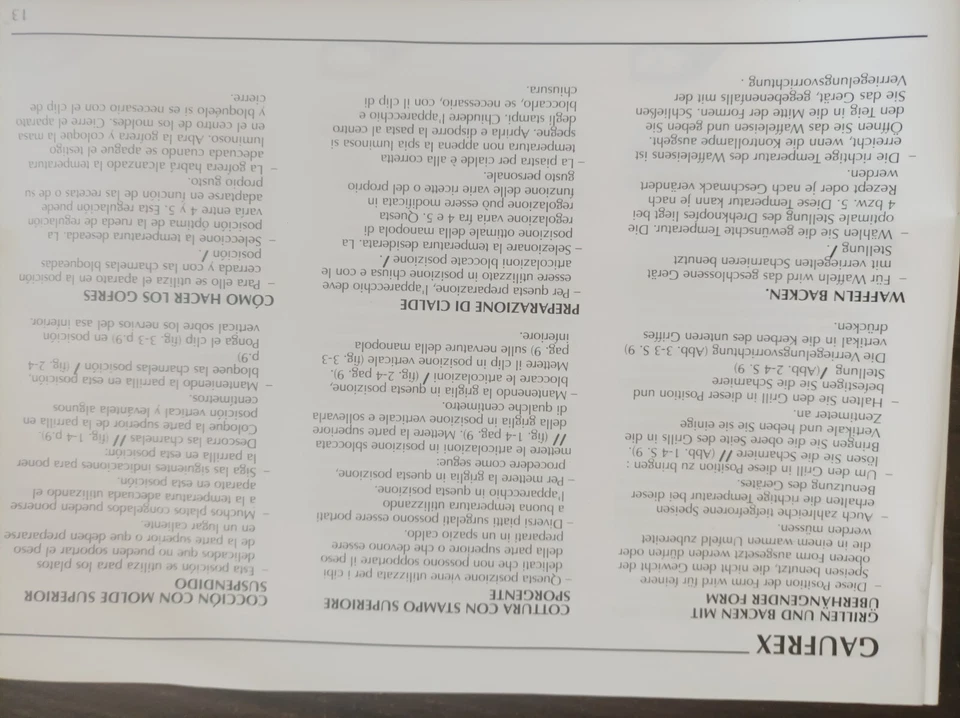 GAUFREX
GRILLEN UND BACKEN MIT
ÜBERHÄNGENDER FORM
– Diese Position der Form wird für feinere
Speisen benutzt, die nicht dem Gewicht der
oberen Form ausgesetzt werden dürfen oder
die in einem warmen Umfeld zubereitet
werden müssen.
– Auch zahlreiche tiefgefrorene Speisen
erhalten die richtige Temperatur bei dieser
Benutzung des Gerätes.
– Um den Grill in diese Position zu bringen :
lösen Sie die Scharniere // (Abb. 1-4 S. 9).
Bringen Sie die obere Seite des Grills in die
Vertikale und heben Sie sie einige
Zentimeter an.
– Halten Sie den Grill in dieser Position und
befestigen Sie die Scharniere
Stellung / (Abb. 2-4 S. 9)
Die Verriegelungsvorrichtung (Abb. 3-3 S. 9)
vertikal in die Kerben des unteren Griffes
drücken.
WAFFELN BACKEN.
– Für Waffeln wird das geschlossene Gerät
mit verriegelten Scharnieren benutzt
Stellung /.
– Wählen Sie die gewünschte Temperatur. Die
optimale Stellung des Drehknopfes liegt bei
4 bzw. 5. Diese Temperatur kann je nach
Rezept oder je nach Geschmack verändert
werden.
– Die richtige Temperatur des Waffeleisens ist
erreicht, wenn die Kontrollampe ausgeht.
Öffnen Sie das Waffeleisen und geben Sie
den Teig in die Mitte der Formen. Schließen
Sie das Gerät, gegebenenfalls mit der
Verriegelungsvorrichtung .
COTTURA CON STAMPO SUPERIORE
SPORGENTE
– Questa posizione viene utilizzata per i cibi
delicati che non possono sopportare il peso
della parte superiore o che devono essere
preparati in un spazio caldo.
– Diversi piatti surgelati possono essere portati
a buona temperatura utilizzando
l'apparecchio in questa posizione.
– Per mettere la griglia in questa posizione,
procedere come segue:
mettere le articolazioni in posizione sbloccata
// (fig. 1-4 pag. 9). Mettere la parte superiore
della griglia in posizione verticale e sollevarla
di qualche centimetro.
– Mantenendo la griglia in questa posizione,
bloccare le articolazioni / (fig. 2-4 pag. 9).
Mettere il clip in posizione verticale (fig. 3-3
pag. 9) sulle nervature della manopola
inferiore.
PREPARAZIONE DI CIALDE
– Per questa preparazione, l'apparecchio deve
essere utilizzato in posizione chiusa e con le
articolazioni bloccate posizione /.
– Selezionare la temperatura desiderata. La
posizione ottimale della manopola di
regolazione varia fra 4 e 5. Questa
regolazione può essere modificata in
funzione delle varie ricette o del proprio
gusto personale.
– La piastra per cialde è alla corretta
temperatura non appena la spia luminosa si
spegne. Aprirla e disporre la pasta al centro
degli stampi. Chiudere l'apparecchio e
bloccarlo, se necessario, con il clip di
chiusura.
COCCIÓN CON MOLDE SUPERIOR
SUSPENDIDO
– Esta posición se utiliza para los platos
delicados que no pueden soportar el peso
de la parte superior o que deben prepararse
en un lugar caliente.
– Muchos platos congelados pueden ponerse
a la temperatura adecuada utilizando el
aparato en esta posición.
– Siga las siguientes indicaciones para poner
la parrilla en esta posición:
Descorra las charnelas // (fig. 1-4 p.9).
Coloque la parte superior de la parrilla en
posición vertical y levántela algunos
centímetros.
– Manteniendo la parrilla en esta posición,
bloquee las charnelas posición / (fig. 2-4
p.9)
Ponga el clip (fig. 3-3 p.9) en posición
vertical sobre los nervios del asa inferior.
CÓMO HACER LOS GOFRES
– Para ello se utiliza el aparato en la posición
cerrada y con las charnelas bloqueadas
posición /.
– Seleccione la temperatura deseada. La
posición óptima de la rueda de regulación
varía entre 4 y 5. Esta regulación puede
adaptarse en función de las recetas o de su
propio gusto.
– La gofrera habrá alcanzado la temperatura
adecuada cuando se apague el testigo
luminoso. Abra la gofrera y coloque la masa
en el centro de los moldes. Cierre el aparato
y bloquéelo si es necesario con el clip de
cierre.
13